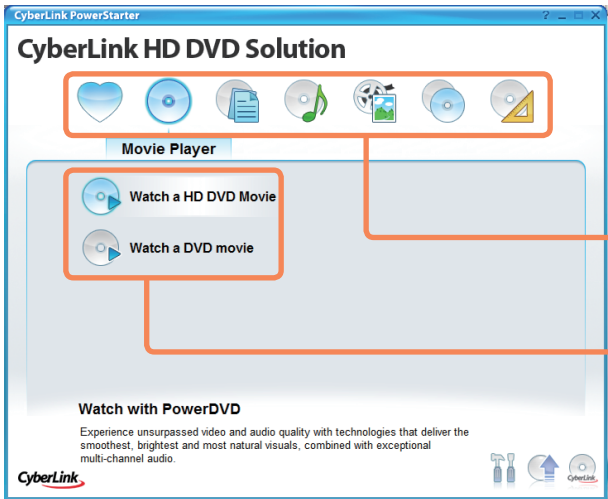 CyberLink PowerStarter
CyberLink HD DVD Solution
Movie Player
Watch a HD DVD Movie
Watch a DVD movie
Watch with PowerDVD
Experience unsurpassed video and audio quality with technologies that deliver the
smoothest, brightest and most natural visuals, combined with exceptional
multi-channel audio.
CyberLink
CyberLink